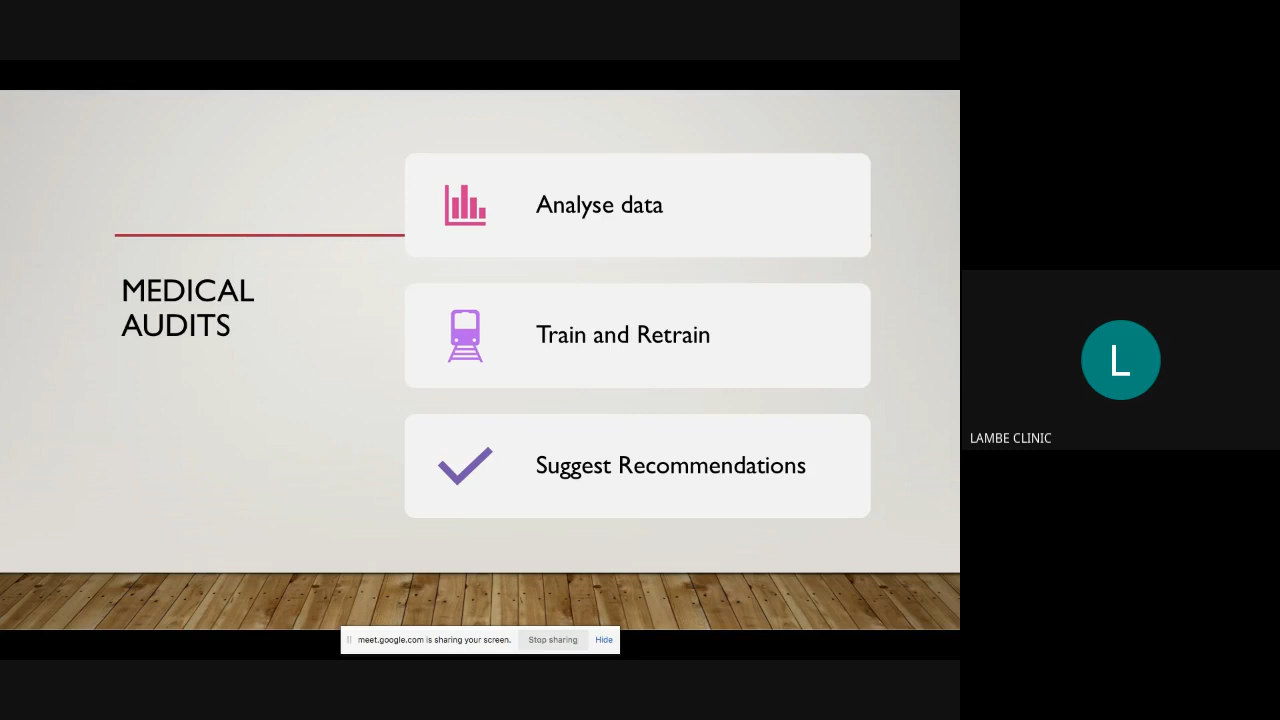 MEDICAL
AUDITS
Analyse data
Train and Retrain
Suggest Recommendations
L
LAMBE CLINIC
meet.google.com is sharing your screen. Stop sharing Hide